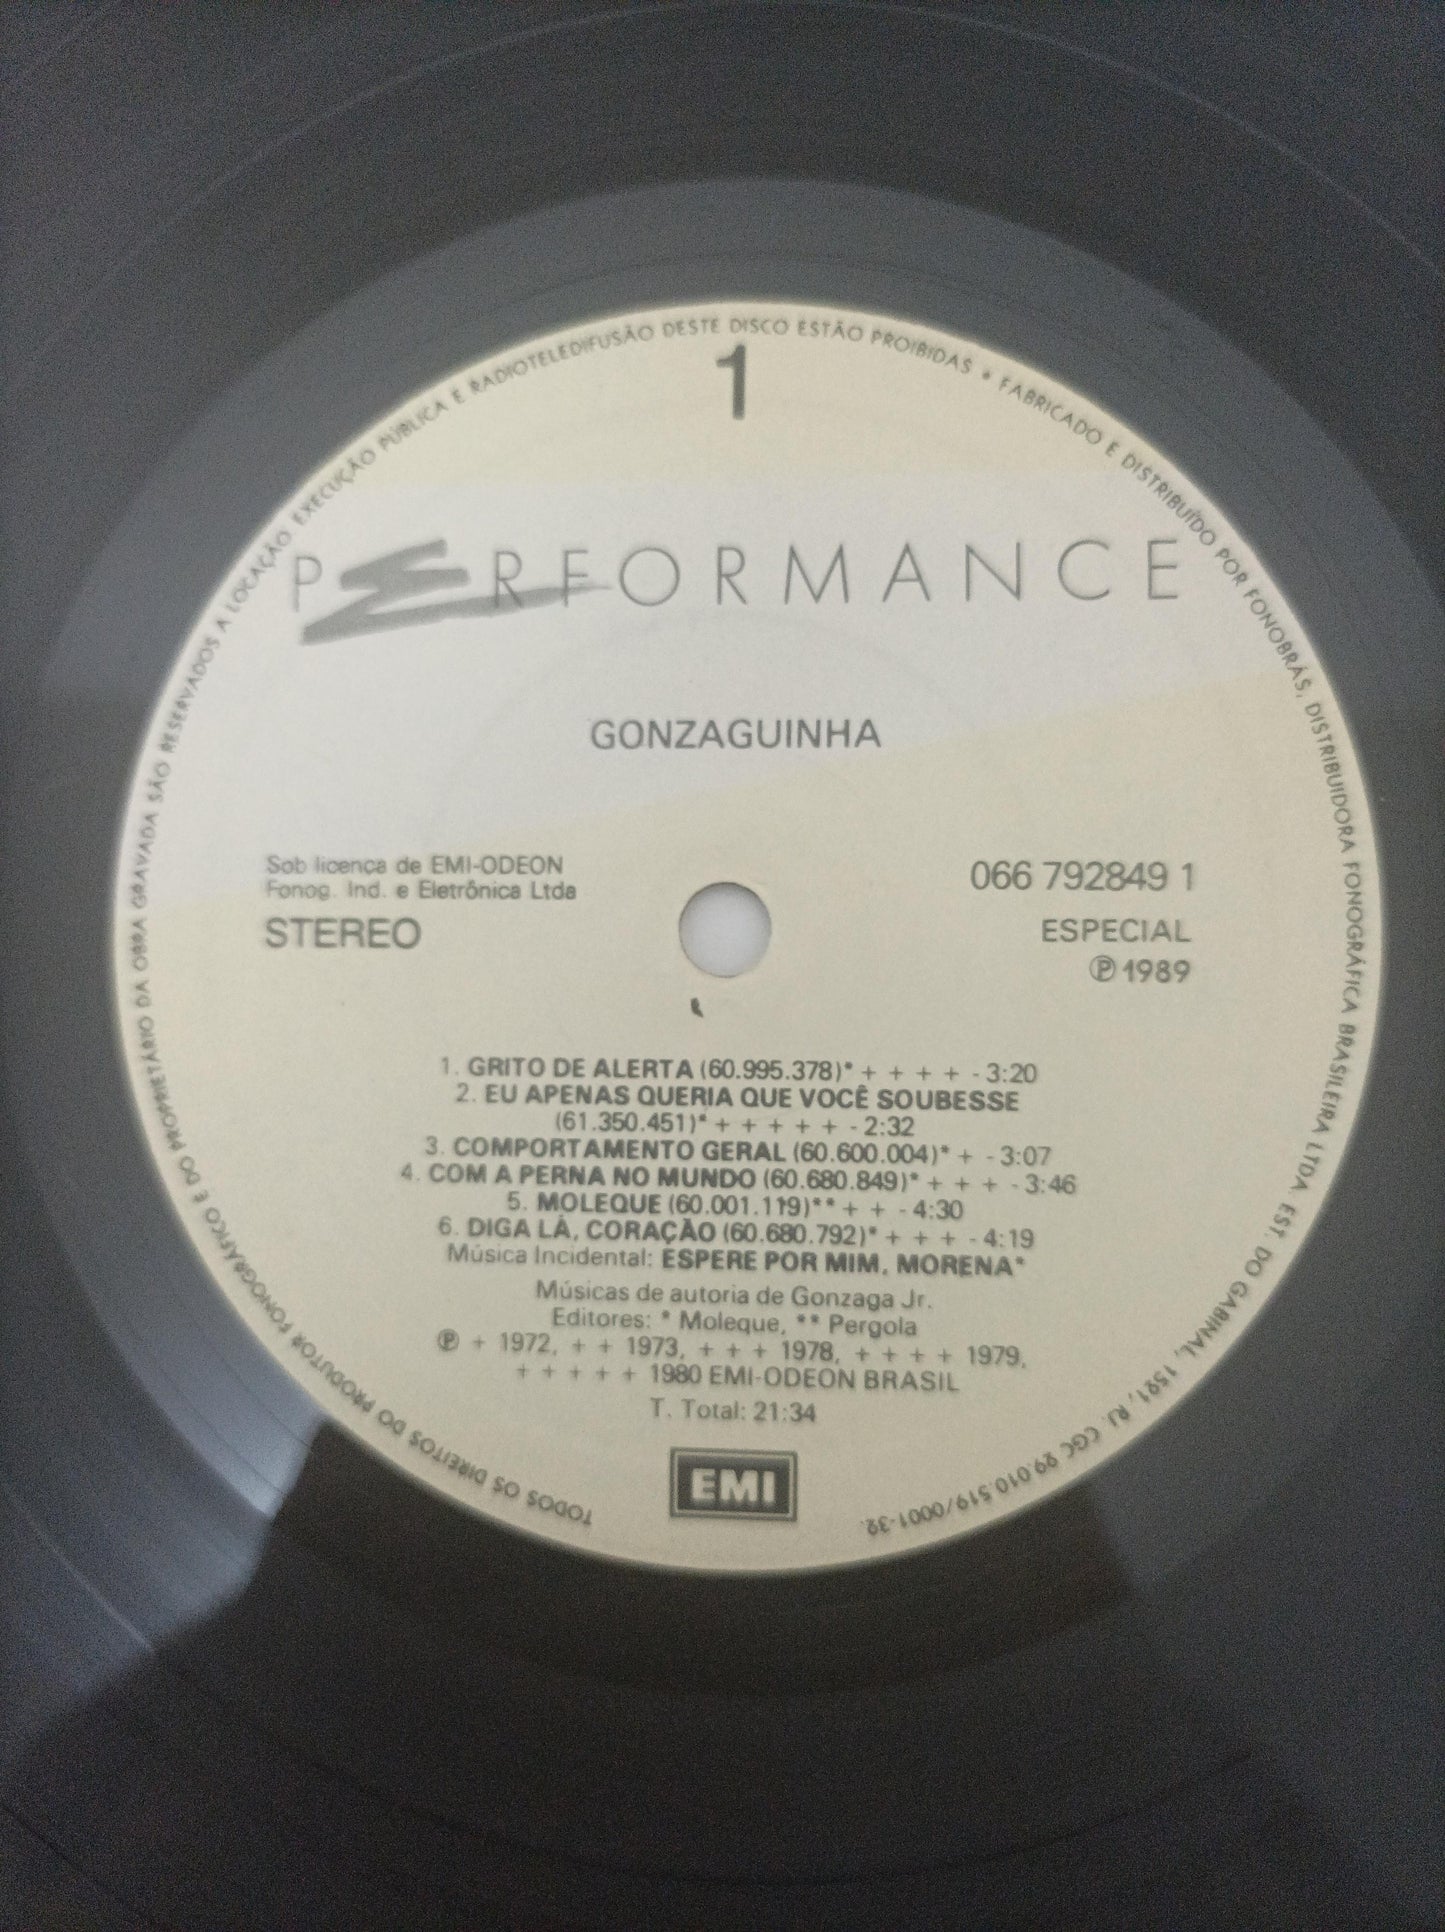 1
PERFORMANCE
GONZAGUINHA
Sob licença de EMI-ODEON
Fonog. Ind. e Eletrônica Ltda
STEREO
066 792849 1
ESPECIAL
℗ 1989
1. GRITO DE ALERTA (60.995.378)* + + + + - 3:20
2. EU APENAS QUERIA QUE VOCÊ SOUBESSE
(61.350.451)* + + + + + - 2:32
3. COMPORTAMENTO GERAL (60.600.004)* + - 3:07
4. COM A PERNA NO MUNDO (60.680.849)* + + + - 3:46
5. MOLEQUE (60.001.119)** + + - 4:30
6. DIGA LÁ, CORAÇÃO (60.680.792)* + + + - 4:19
Música Incidental: ESPERE POR MIM, MORENA*
Músicas de autoria de Gonzaga Jr.
Editores: * Moleque, ** Pergola
℗ + 1972, + + 1973, + + + 1978, + + + + 1979,
+ + + + + 1980 EMI-ODEON BRASIL
T. Total: 21:34
EMI
TODOS OS DIREITOS DO PRODUTOR FONOGRÁFICO E DO PROPRIETÁRIO DA OBRA GRAVADA SÃO RESERVADOS A LOCAÇÃO EXECUÇÃO PÚBLICA E RADIOTELEDIFUSÃO DESTE DISCO ESTÃO PROIBIDAS • FABRICADO E DISTRIBUÍDO POR FONOBRÁS, DISTRIBUIDORA FONOGRÁFICA BRASILEIRA LTDA. EST. DO GABINAL, 1521, RJ. CGC 29.010.519/0001-32.